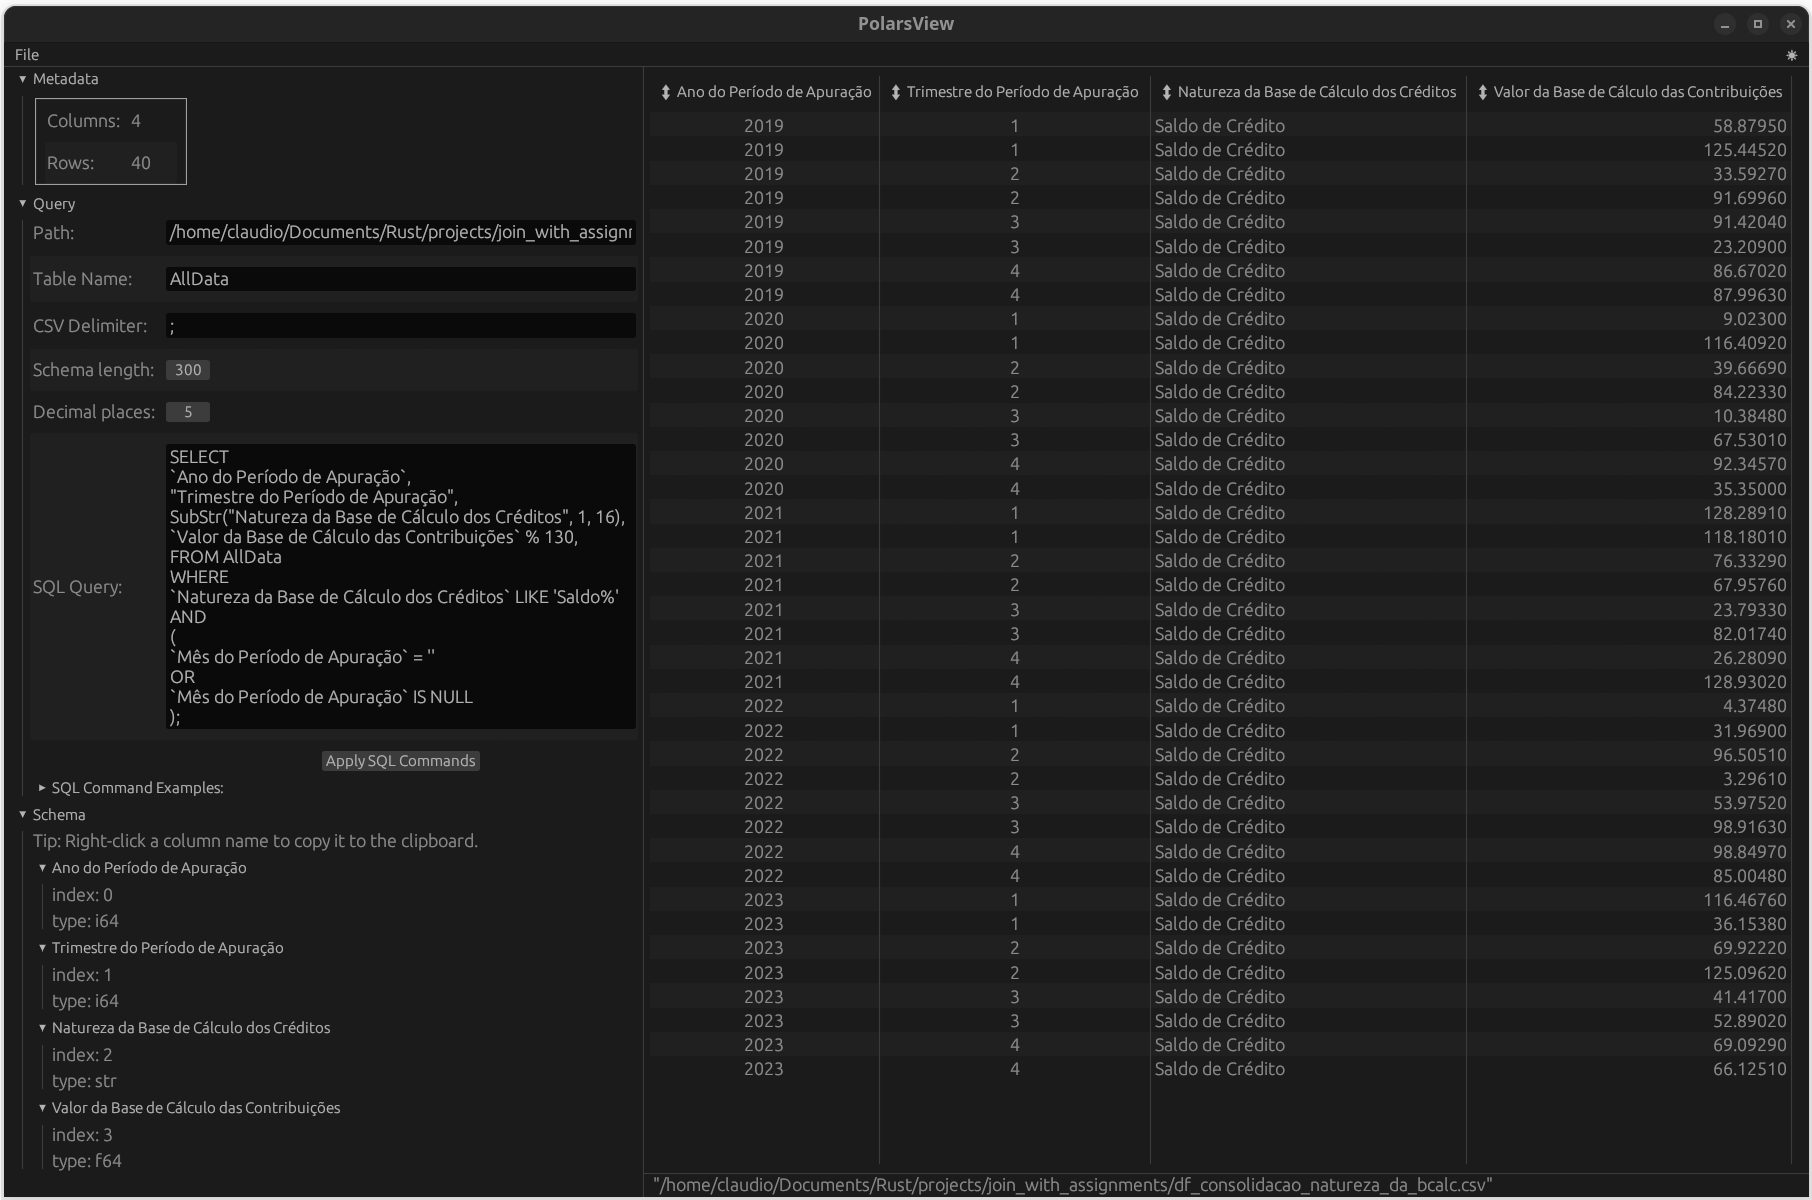 PolarsView
File
Metadata
Columns: 4
Rows: 40
Query
Path: /home/claudio/Documents/Rust/projects/join_with_assign
Table Name: AllData
CSV Delimiter: ;
Schema length: 300
Decimal places: 5
SQL Query:
SELECT
`Ano do Período de Apuração`,
"Trimestre do Período de Apuração",
SubStr("Natureza da Base de Cálculo dos Créditos", 1, 16),
`Valor da Base de Cálculo das Contribuições` % 130,
FROM AllData
WHERE
`Natureza da Base de Cálculo dos Créditos` LIKE 'Saldo%'
AND
(
`Mês do Período de Apuração` = ''
OR
`Mês do Período de Apuração` IS NULL
);
Apply SQL Commands
SQL Command Examples:
Schema
Tip: Right-click a column name to copy it to the clipboard.
Ano do Período de Apuração
index: 0
type: i64
Trimestre do Período de Apuração
index: 1
type: i64
Natureza da Base de Cálculo dos Créditos
index: 2
type: str
Valor da Base de Cálculo das Contribuições
index: 3
type: f64
Ano do Período de Apuração Trimestre do Período de Apuração Natureza da Base de Cálculo dos Créditos Valor da Base de Cálculo das Contribuições
2019 1 Saldo de Crédito 58.87950
2019 1 Saldo de Crédito 125.44520
2019 2 Saldo de Crédito 33.59270
2019 2 Saldo de Crédito 91.69960
2019 3 Saldo de Crédito 91.42040
2019 3 Saldo de Crédito 23.20900
2019 4 Saldo de Crédito 86.67020
2019 4 Saldo de Crédito 87.99630
2020 1 Saldo de Crédito 9.02300
2020 1 Saldo de Crédito 116.40920
2020 2 Saldo de Crédito 39.66690
2020 2 Saldo de Crédito 84.22330
2020 3 Saldo de Crédito 10.38480
2020 3 Saldo de Crédito 67.53010
2020 4 Saldo de Crédito 92.34570
2020 4 Saldo de Crédito 35.35000
2021 1 Saldo de Crédito 128.28910
2021 1 Saldo de Crédito 118.18010
2021 2 Saldo de Crédito 76.33290
2021 2 Saldo de Crédito 67.95760
2021 3 Saldo de Crédito 23.79330
2021 3 Saldo de Crédito 82.01740
2021 4 Saldo de Crédito 26.28090
2021 4 Saldo de Crédito 128.93020
2022 1 Saldo de Crédito 4.37480
2022 1 Saldo de Crédito 31.96900
2022 2 Saldo de Crédito 96.50510
2022 2 Saldo de Crédito 3.29610
2022 3 Saldo de Crédito 53.97520
2022 3 Saldo de Crédito 98.91630
2022 4 Saldo de Crédito 98.84970
2022 4 Saldo de Crédito 85.00480
2023 1 Saldo de Crédito 116.46760
2023 1 Saldo de Crédito 36.15380
2023 2 Saldo de Crédito 69.92220
2023 2 Saldo de Crédito 125.09620
2023 3 Saldo de Crédito 41.41700
2023 3 Saldo de Crédito 52.89020
2023 4 Saldo de Crédito 69.09290
2023 4 Saldo de Crédito 66.12510
"/home/claudio/Documents/Rust/projects/join_with_assignments/df_consolidacao_natureza_da_bcalc.csv"